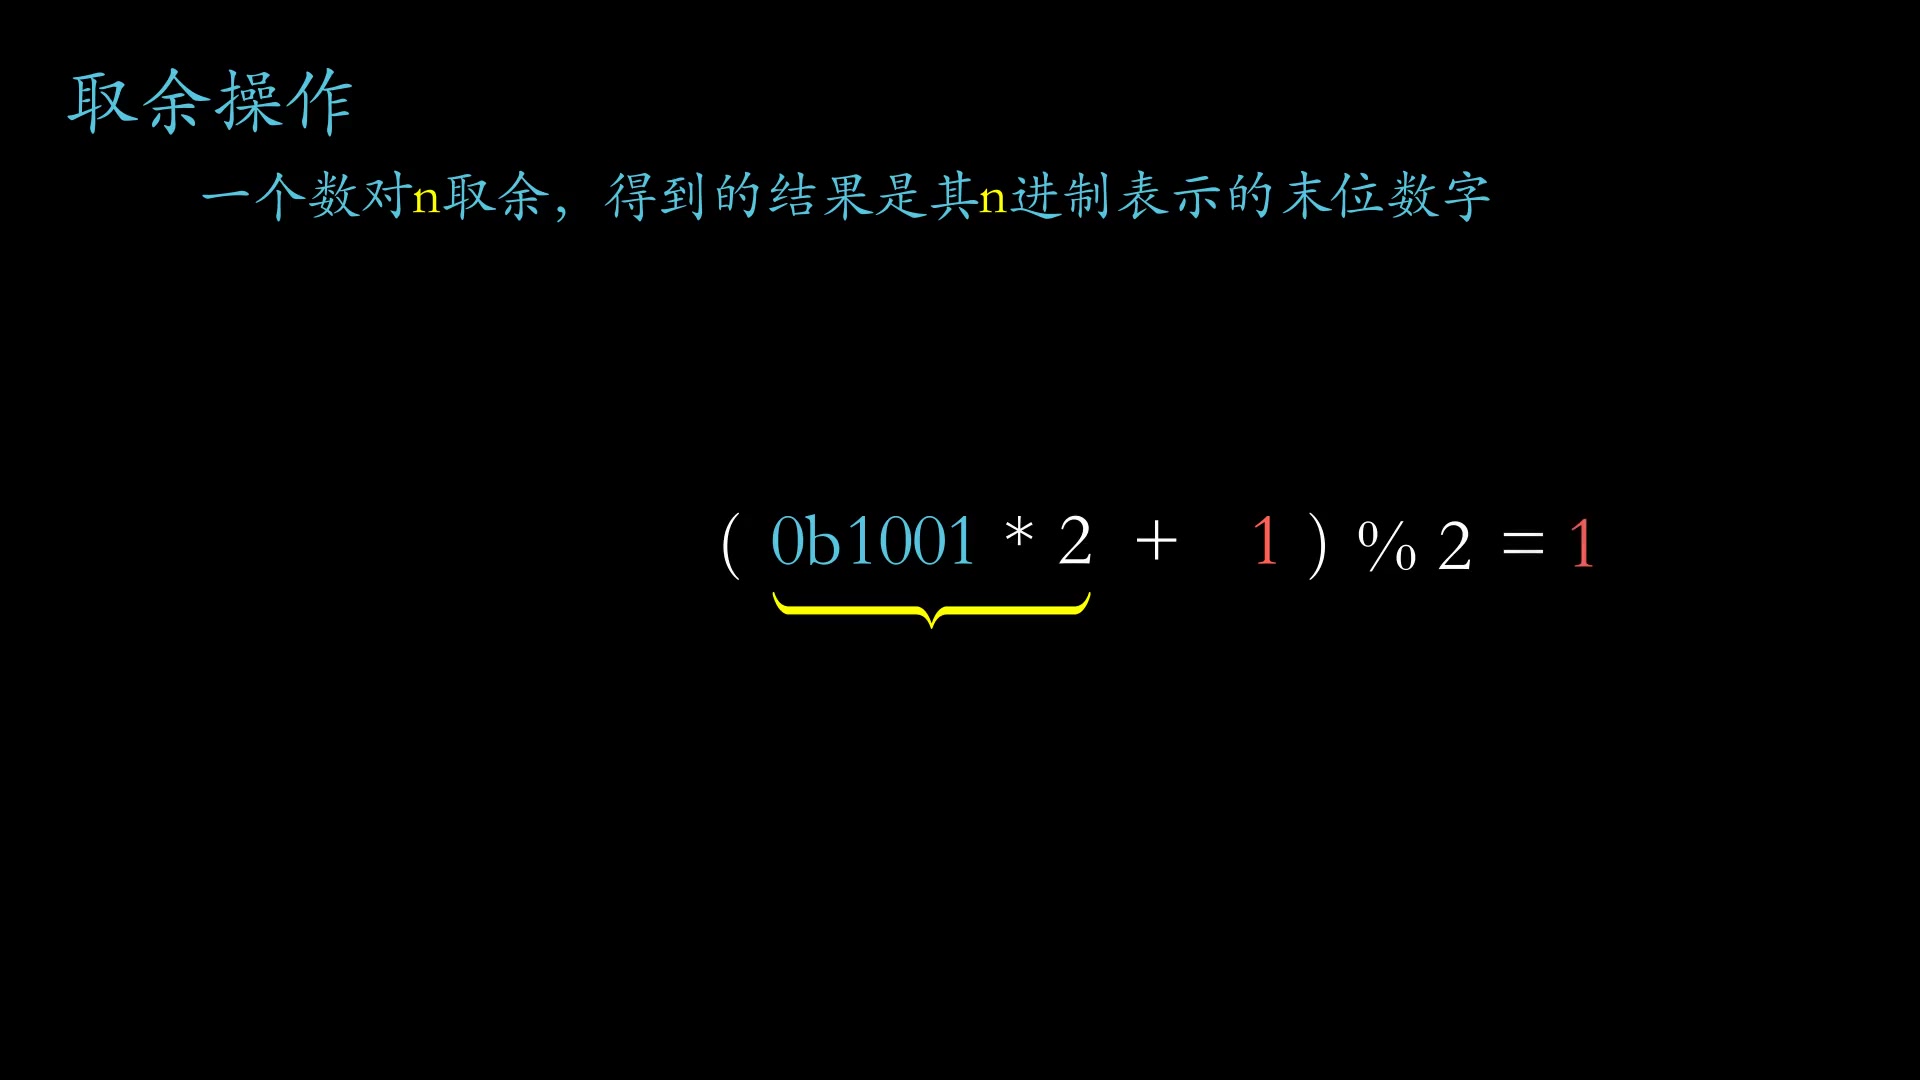 取余操作
一个数对n取余，得到的结果是其n进制表示的末位数字
( 0b1001 * 2 + 1 ) % 2 = 1